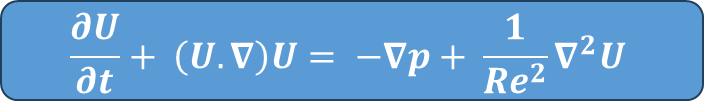 ∂U/∂t + (U.∇)U = −∇p + 1/Re² ∇²U